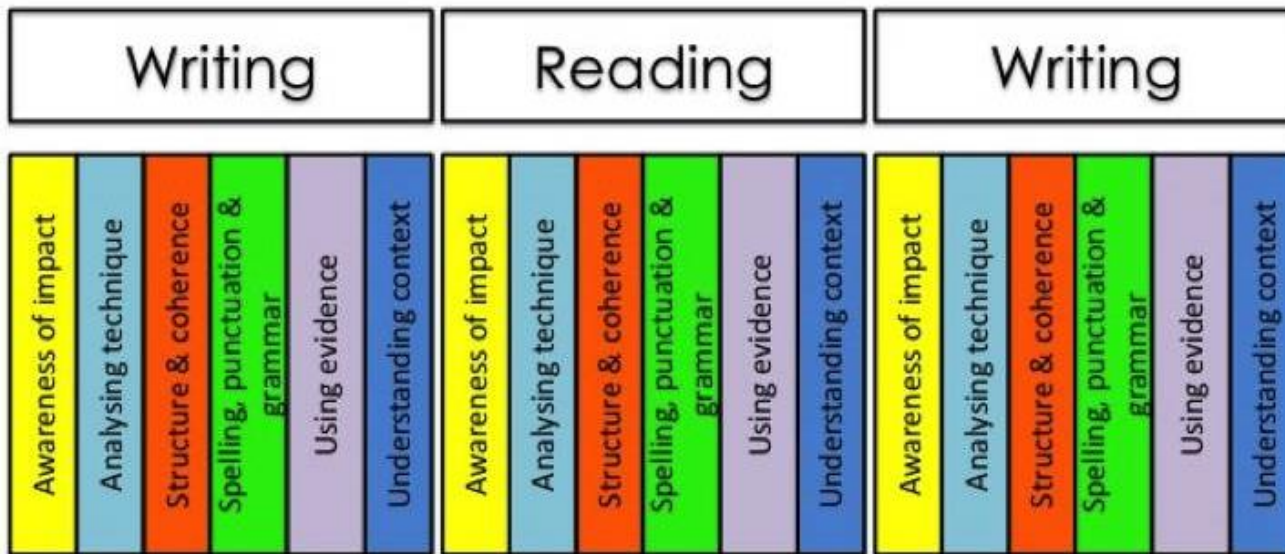 Writing
Reading
Writing
Awareness of impact
Analysing technique
Structure & coherence
Spelling, punctuation &
grammar
Using evidence
Understanding context
Awareness of impact
Analysing technique
Structure & coherence
Spelling, punctuation &
grammar
Using evidence
Understanding context
Awareness of impact
Analysing technique
Structure & coherence
Spelling, punctuation &
grammar
Using evidence
Understanding context